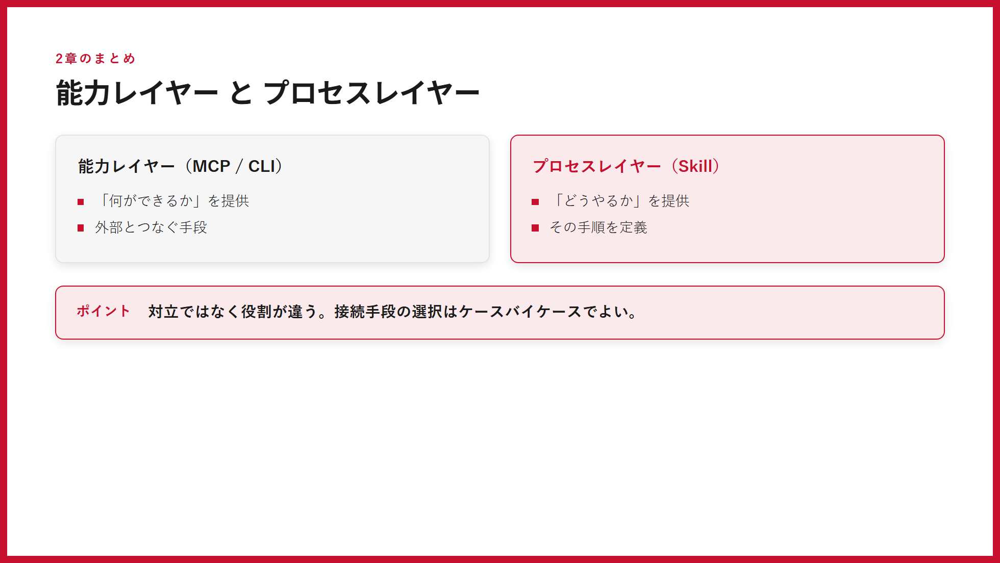 2章のまとめ
能力レイヤー と プロセスレイヤー
能力レイヤー（MCP / CLI）
「何ができるか」を提供
外部とつなぐ手段
プロセスレイヤー（Skill）
「どうやるか」を提供
その手順を定義
ポイント 対立ではなく役割が違う。接続手段の選択はケースバイケースでよい。